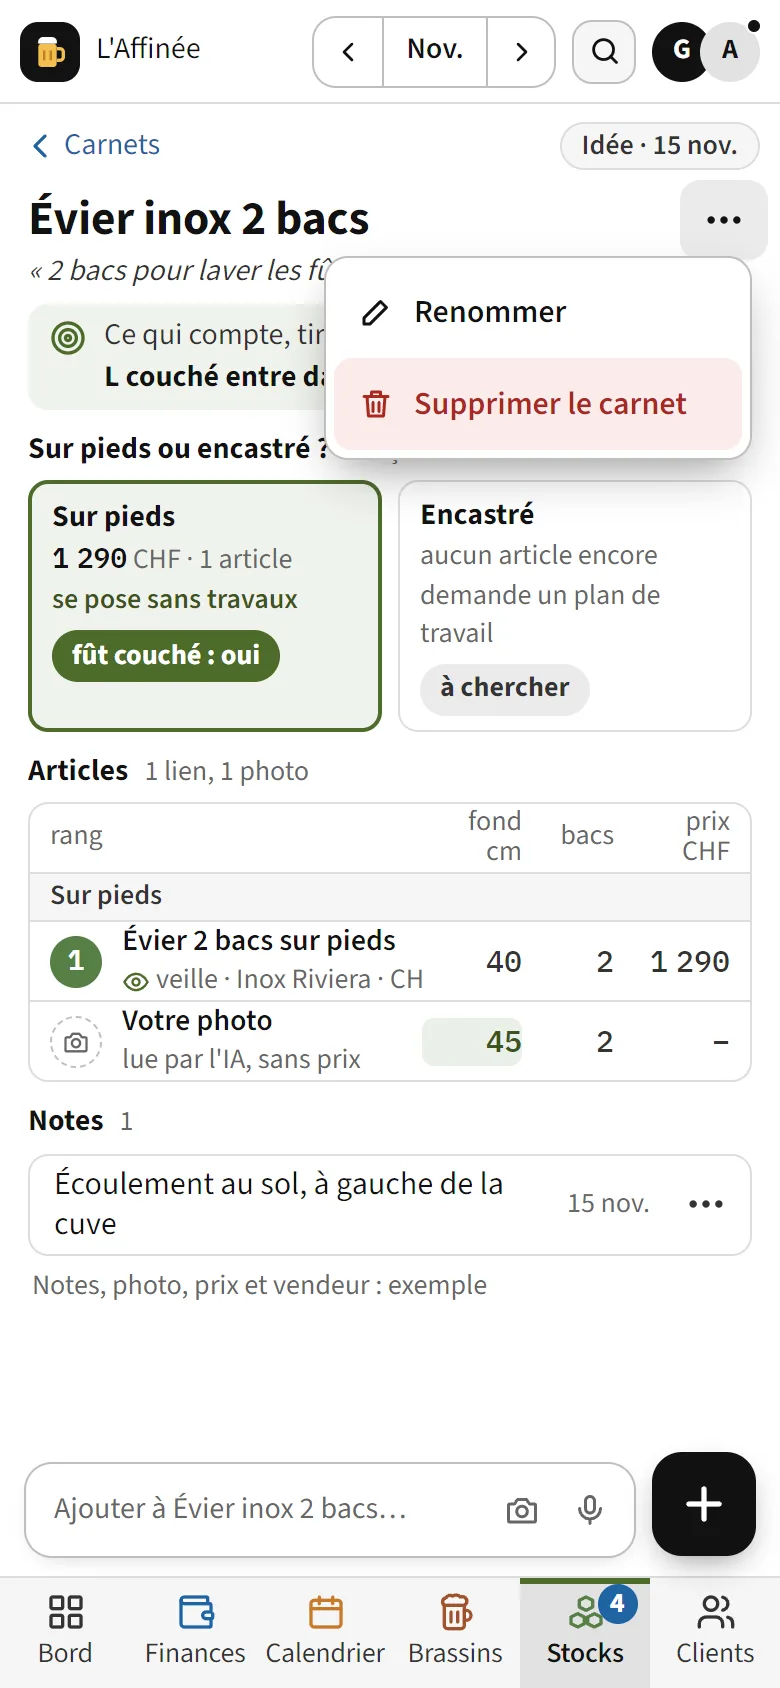 L'Affinée
Nov.
G
A
Carnets
Idée · 15 nov.
Évier inox 2 bacs
« 2 bacs pour laver les
Ce qui compte,
L couché entre
Sur pieds ou encastré ?
Renommer
Supprimer le carnet
Sur pieds
1 290 CHF · 1 article
se pose sans travaux
fût couché : oui
Encastré
aucun article encore
demande un plan de
travail
à chercher
Articles 1 lien, 1 photo
rang fond cm bacs prix CHF
Sur pieds
1 Évier 2 bacs sur pieds 40 2 1 290
veille · Inox Riviera · CH
Votre photo 45 2 –
lue par l'IA, sans prix
Notes 1
Écoulement au sol, à gauche de la
cuve
15 nov.
Notes, photo, prix et vendeur : exemple
Ajouter à Évier inox 2 bacs…
4
Bord Finances Calendrier Brassins Stocks Clients